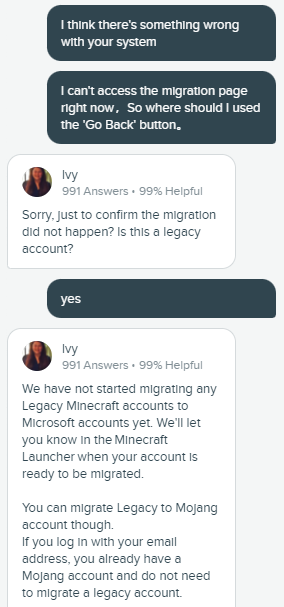 I think there's something wrong
with your system
I can't access the migration page
right now，So where should I used
the 'Go Back' button。
Ivy
991 Answers • 99% Helpful
Sorry, just to confirm the migration
did not happen? Is this a legacy
account?
yes
Ivy
991 Answers • 99% Helpful
We have not started migrating any
Legacy Minecraft accounts to
Microsoft accounts yet. We'll let
you know in the Minecraft
Launcher when your account is
ready to be migrated.
You can migrate Legacy to Mojang
account though.
If you log in with your email
address, you already have a
Mojang account and do not need
to migrate a legacy account.